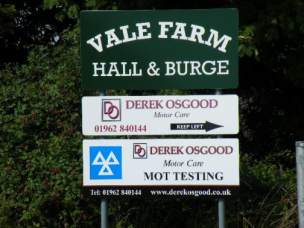 VALE FARM
HALL & BURGE
DO DEREK OSGOOD
Motor Care
01962 840144 KEEP LEFT
DO DEREK OSGOOD
Motor Care
MOT TESTING
Tel: 01962 840144 www.derekosgood.co.uk